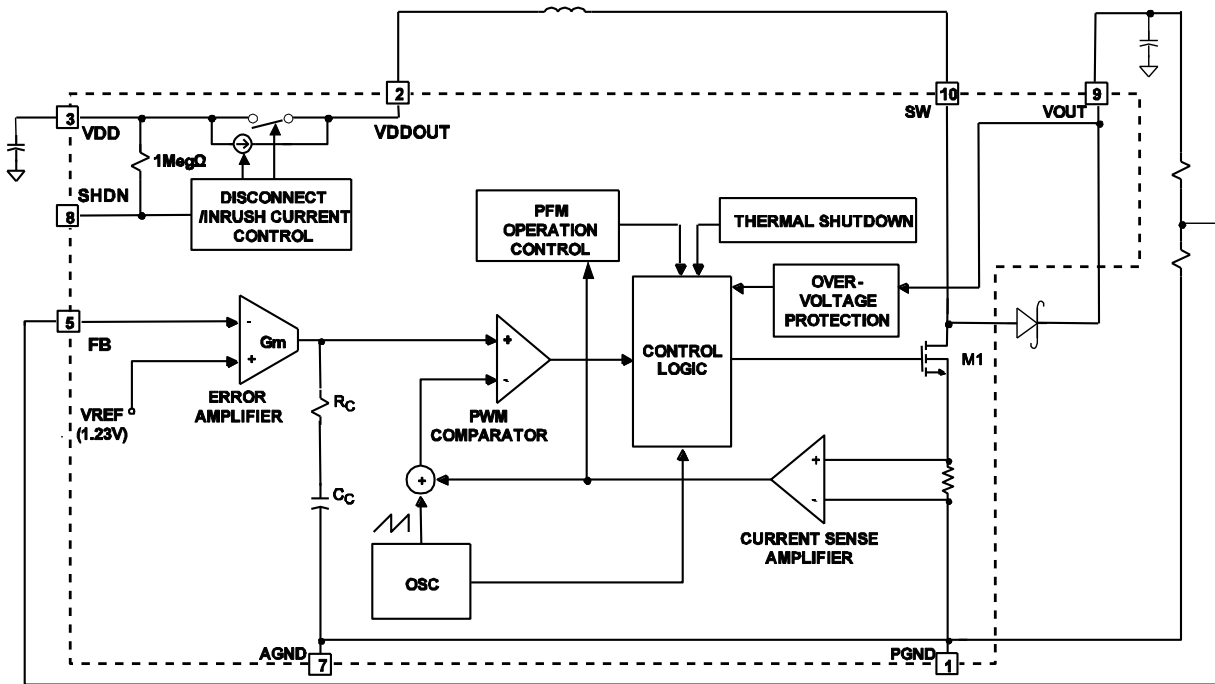 2
10
9
SW
VOUT
3
VDD
VDDOUT
1MegΩ
SHDN
8
DISCONNECT
/INRUSH CURRENT
CONTROL
PFM
OPERATION
CONTROL
THERMAL SHUTDOWN
OVER-
VOLTAGE
PROTECTION
5
FB
-
Gm
+
ERROR
AMPLIFIER
VREF
(1.23V)
RC
CC
+
-
PWM
COMPARATOR
CONTROL
LOGIC
M1
+
+
-
CURRENT SENSE
AMPLIFIER
OSC
AGND
7
PGND
1